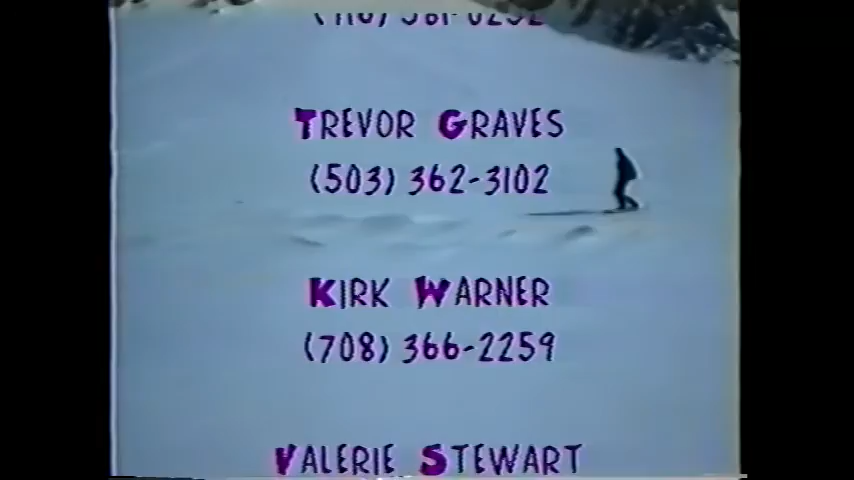 TREVOR GRAVES
(503) 362-3102
KIRK WARNER
(708) 366-2259
VALERIE STEWART